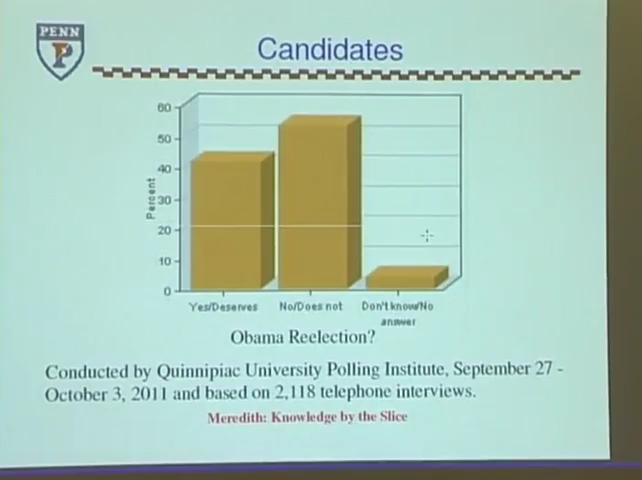 PENN
P
Candidates
60
50
40
30
20
10
0
Percent
Yes/Deserves
No/Does not
Don't know/No
answer
Obama Reelection?
Conducted by Quinnipiac University Polling Institute, September 27 -
October 3, 2011 and based on 2,118 telephone interviews.
Meredith: Knowledge by the Slice